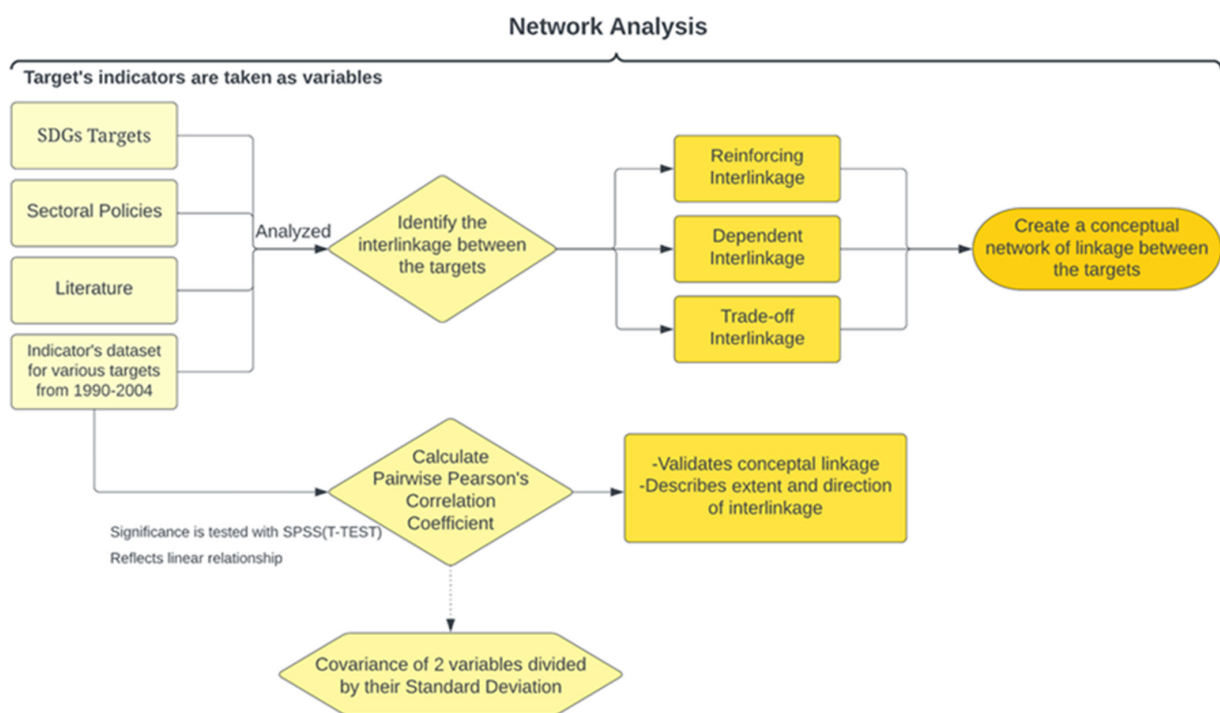 Network Analysis
Target's indicators are taken as variables
SDGs Targets
Sectoral Policies
Literature
Indicator's dataset
for various targets
from 1990-2004
Analyzed
Identify the
interlinkage between
the targets
Reinforcing
Interlinkage
Dependent
Interlinkage
Trade-off
Interlinkage
Create a conceptual
network of linkage between
the targets
Calculate
Pairwise Pearson's
Correlation
Coefficient
Significance is tested with SPSS(T-TEST)
Reflects linear relationship
-Validates conceptal linkage
-Describes extent and direction
of interlinkage
Covariance of 2 variables divided
by their Standard Deviation